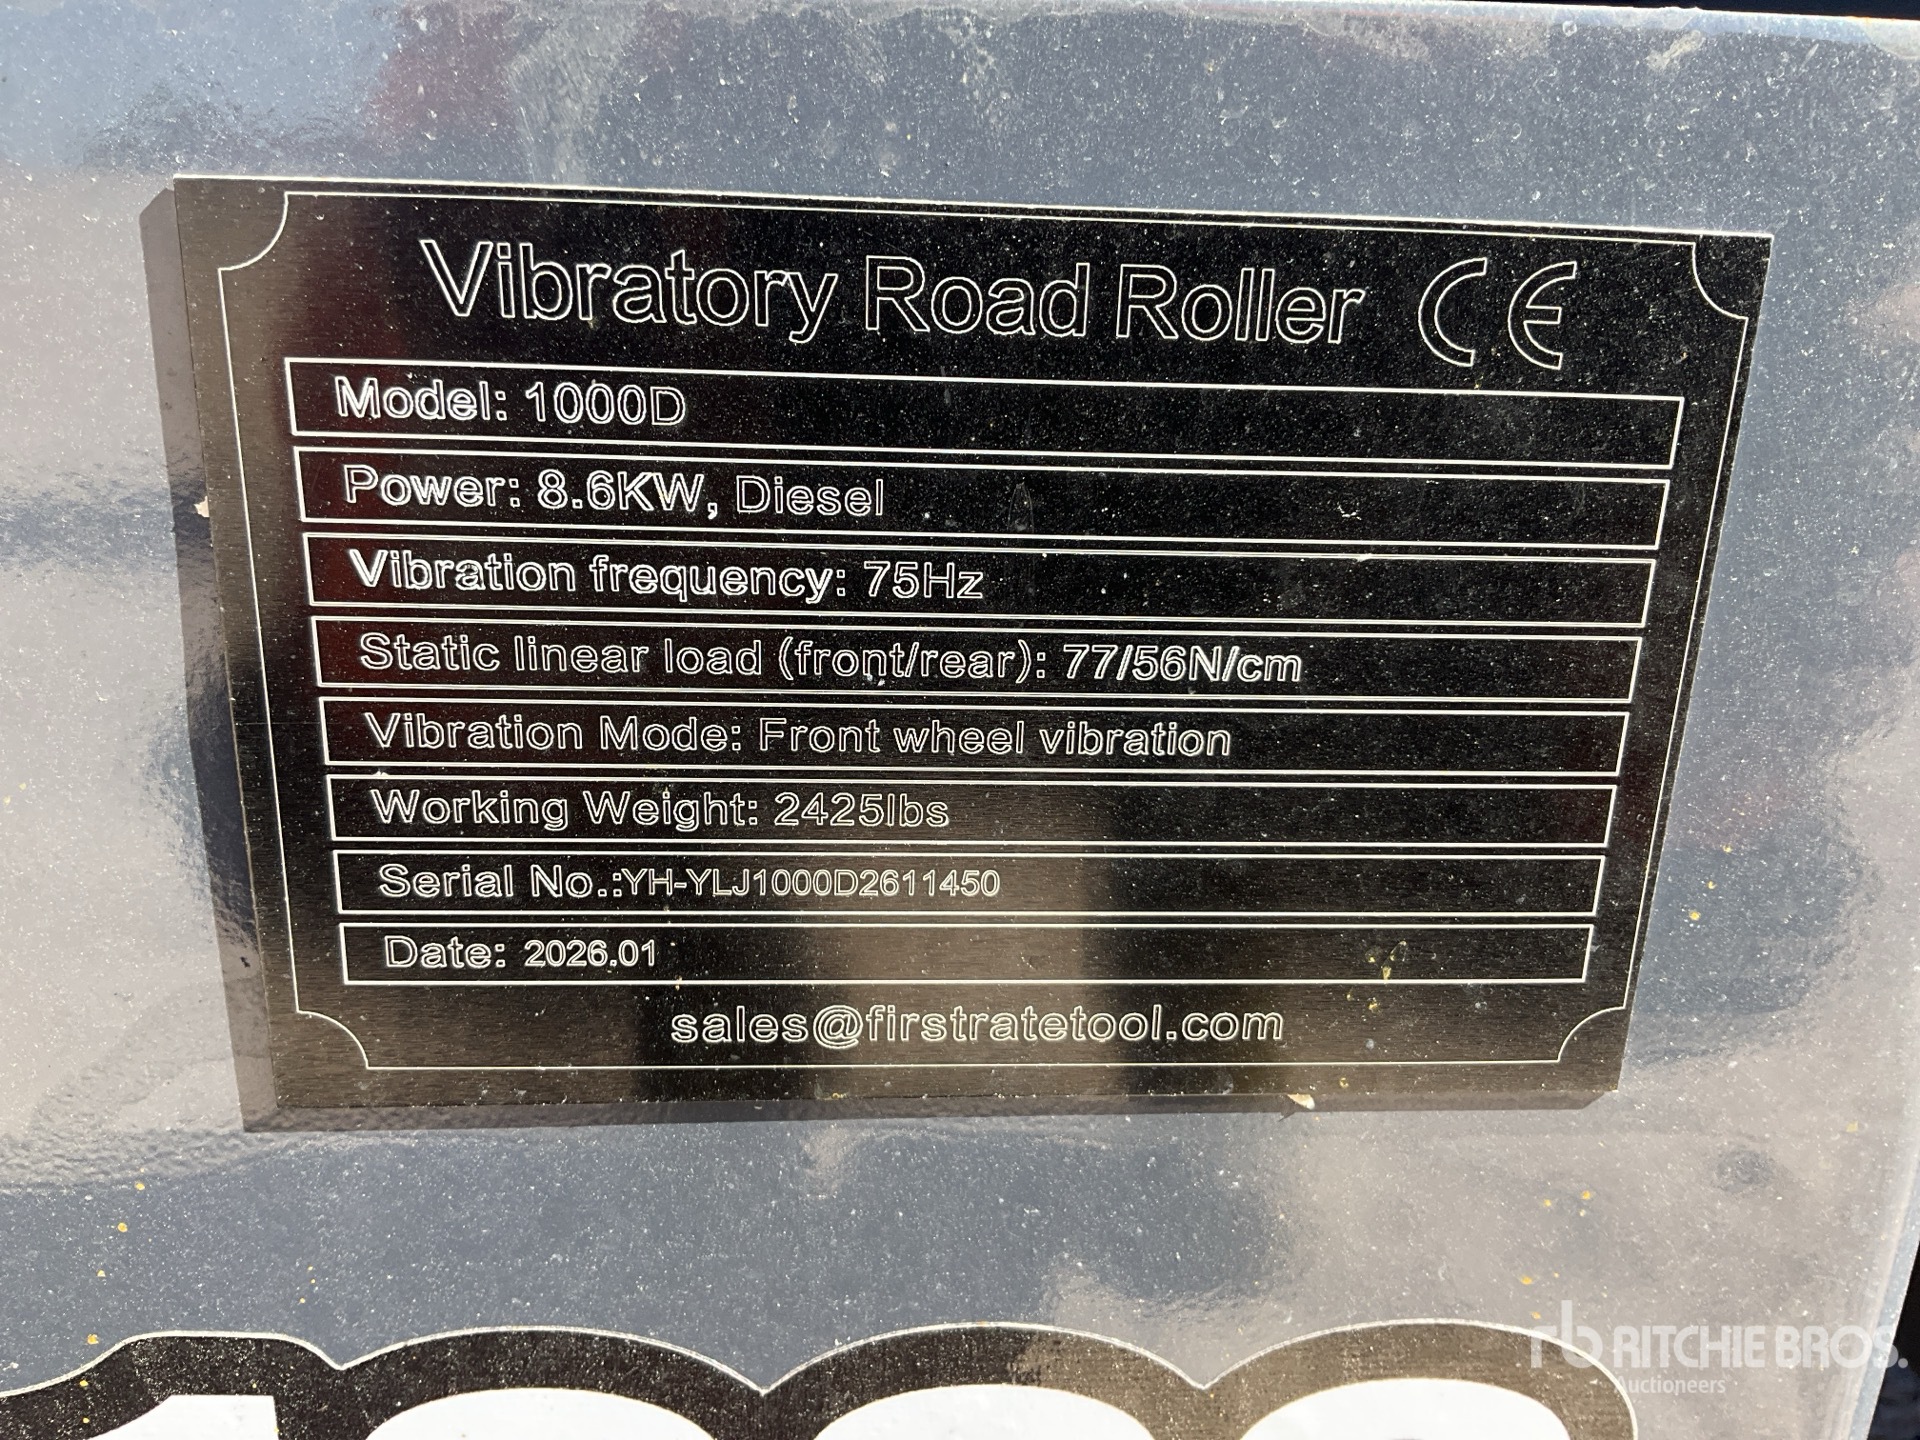 Vibratory Road Roller CE
Model: 1000D
Power: 8.6KW, Diesel
Vibration frequency: 75Hz
Static linear load (front/rear): 77/56N/cm
Vibration Mode: Front wheel vibration
Working Weight: 2425lbs
Serial No.:YH-YLJ1000D2611450
Date: 2026.01
sales@firstratetool.com
rb RITCHIE BROS.
Auctioneers